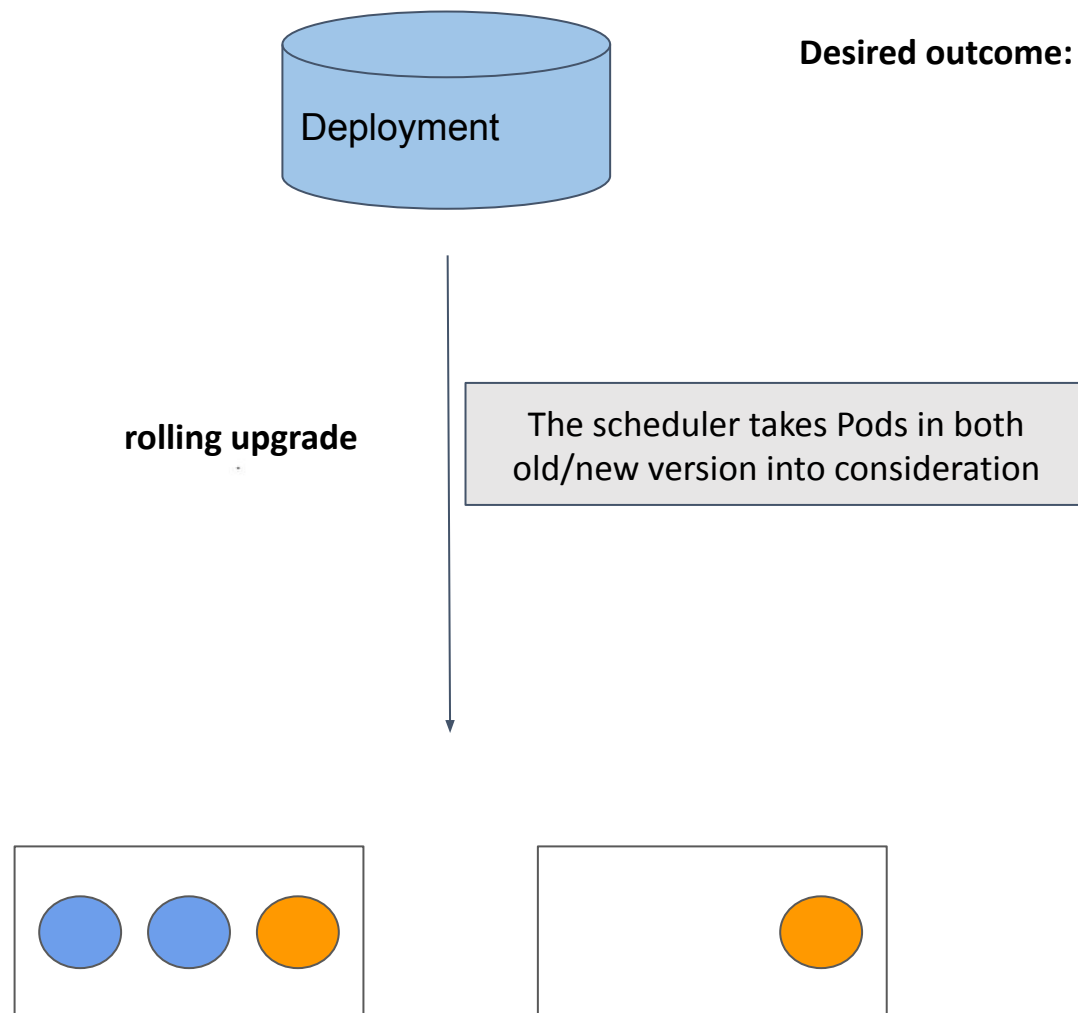 Desired outcome:
Deployment
rolling upgrade
The scheduler takes Pods in both
old/new version into consideration